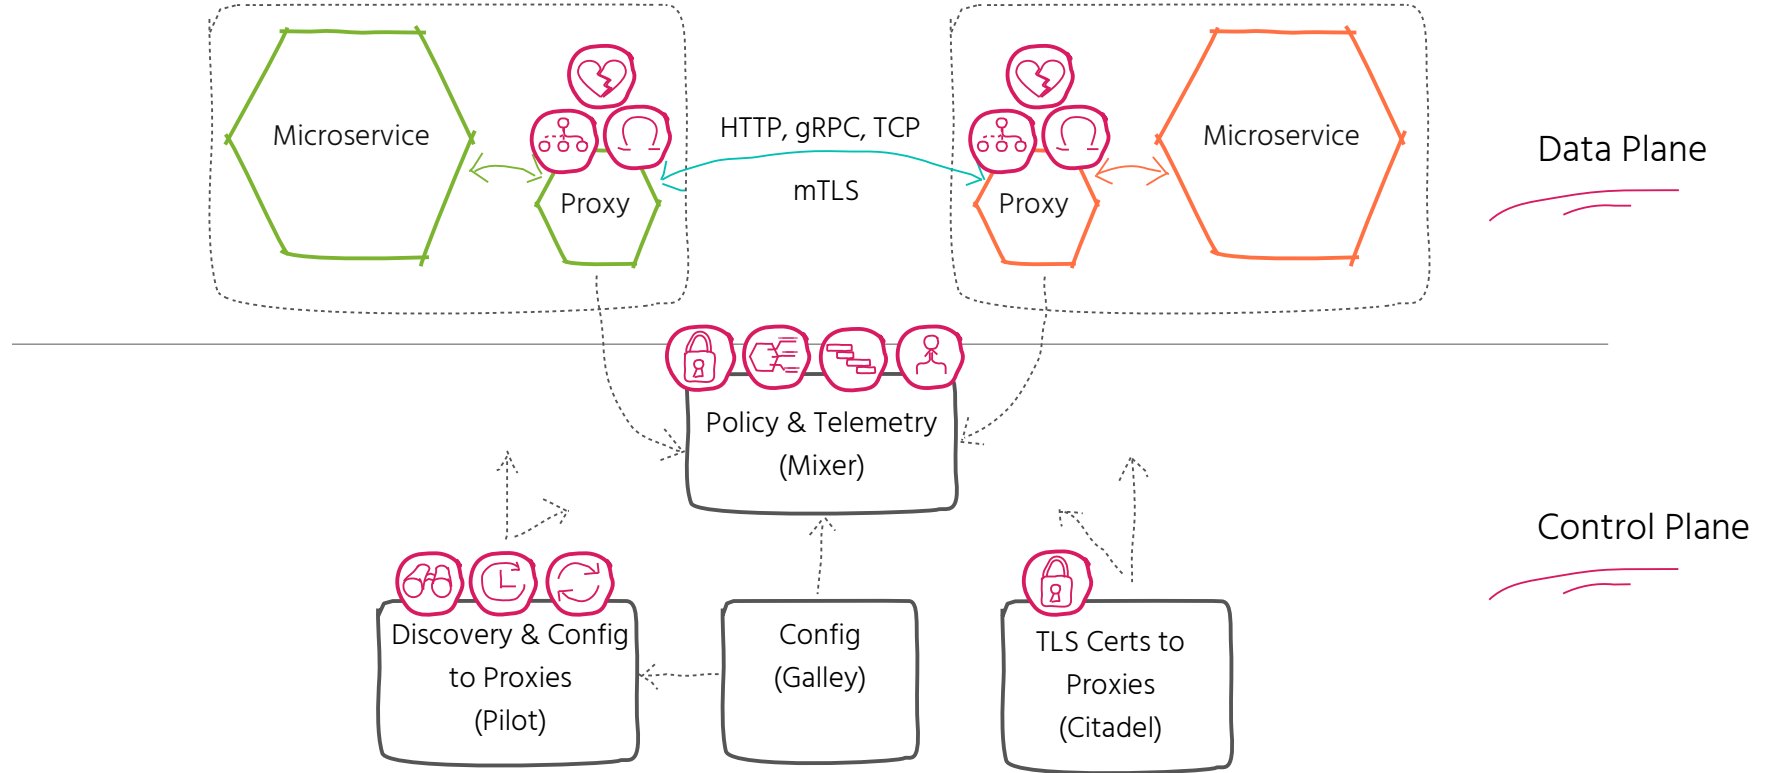 Microservice
HTTP, gRPC, TCP
Microservice
Data Plane
mTLS
Proxy
Proxy
Policy & Telemetry
(Mixer)
Control Plane
Discovery & Config
to Proxies
(Pilot)
Config
(Galley)
TLS Certs to
Proxies
(Citadel)